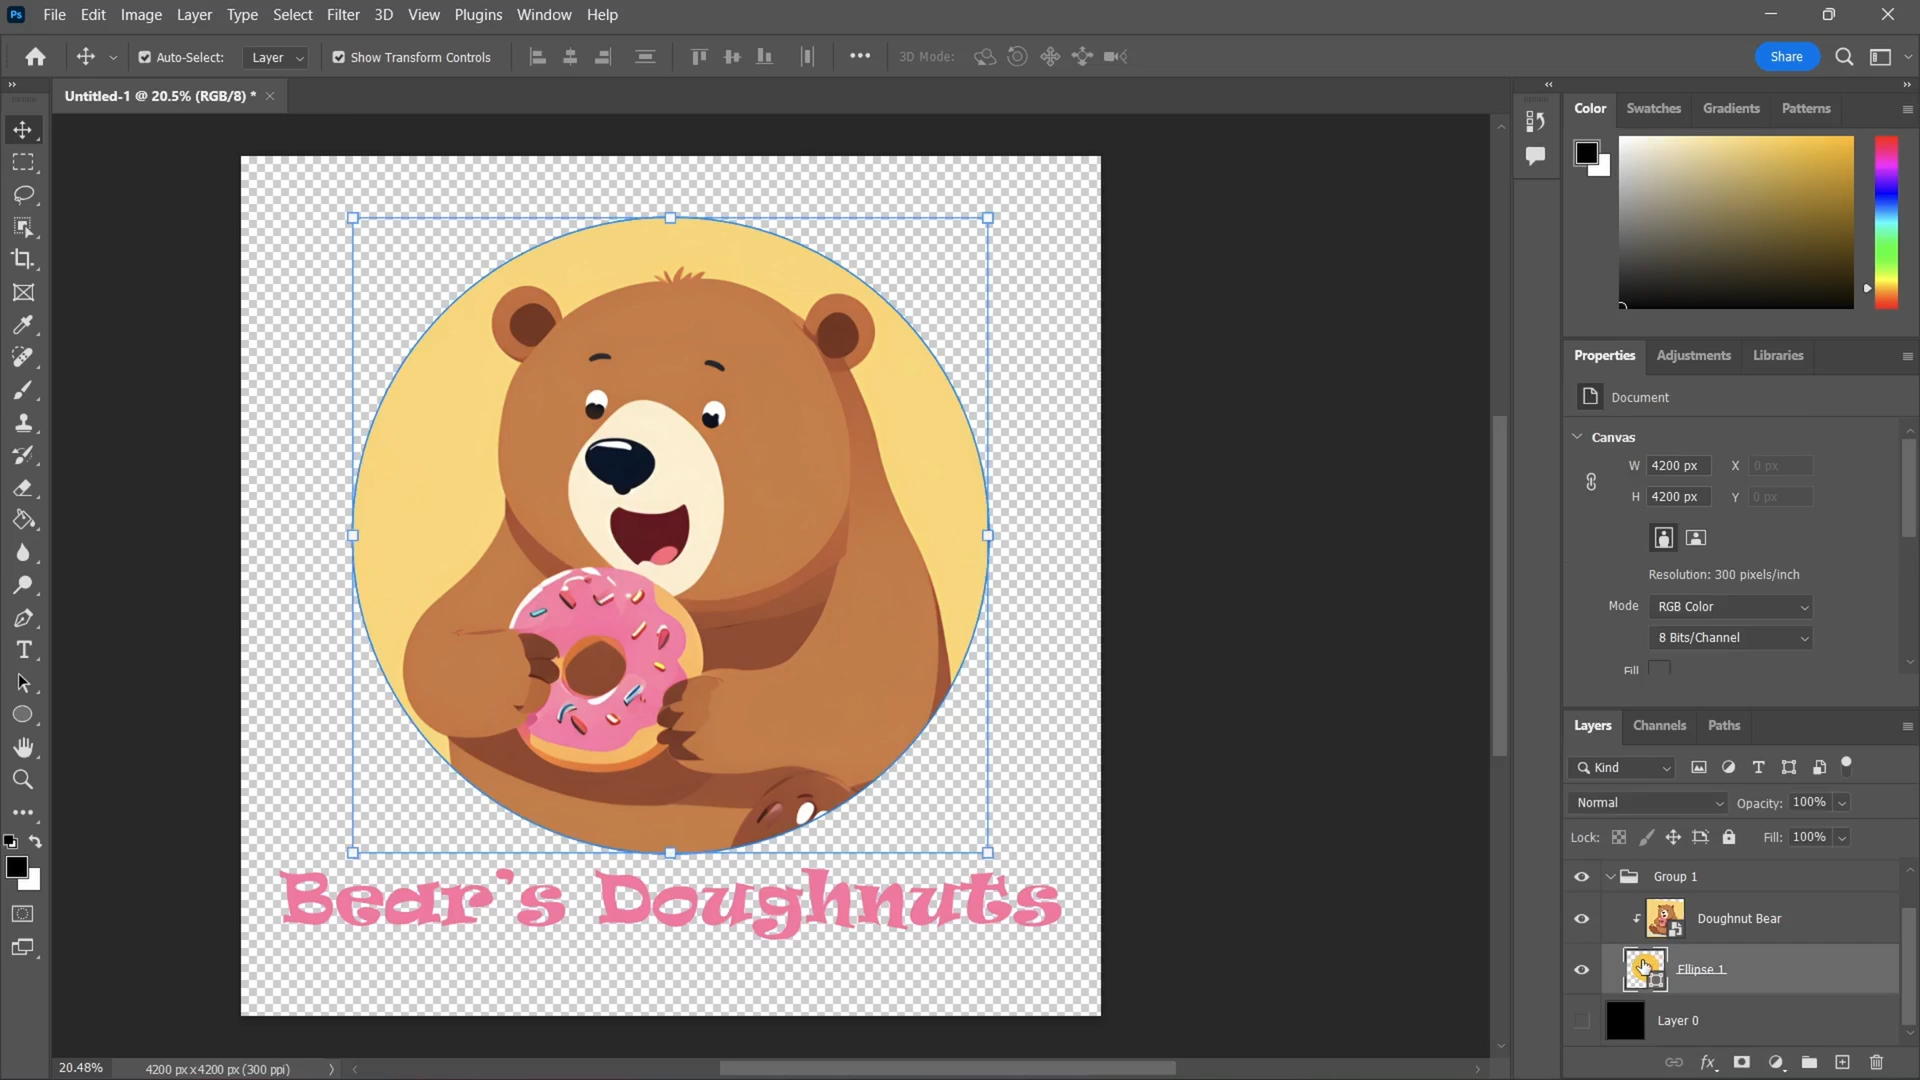 Ps File Edit Image Layer Type Select Filter 3D View Plugins Window Help
Auto-Select: Layer Show Transform Controls 3D Mode: Share
Untitled-1 @ 20.5% (RGB/8) *
Color Swatches Gradients Patterns
Properties Adjustments Libraries
Document
Canvas
W 4200 px X 0 px
H 4200 px Y 0 px
Resolution: 300 pixels/inch
Mode RGB Color
8 Bits/Channel
Fill
Layers Channels Paths
Kind
Normal Opacity: 100%
Lock: Fill: 100%
Group 1
Doughnut Bear
Ellipse 1
Layer 0
fx
Bear's Doughnuts
20.48% 4200 px x 4200 px (300 ppi)